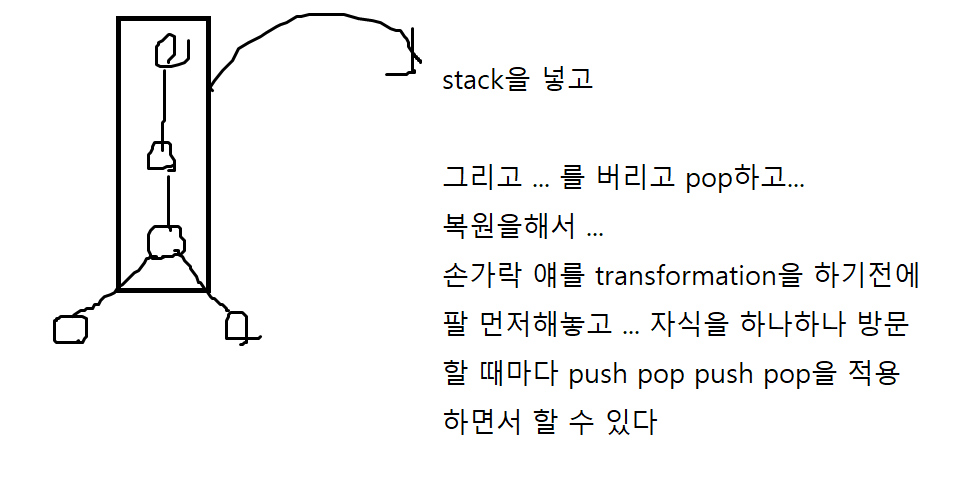 stack을 넣고
그리고 ... 를 버리고 pop하고...
복원을해서 ...
손가락 얘를 transformation을 하기전에
팔 먼저해놓고 ... 자식을 하나하나 방문
할 때마다 push pop push pop을 적용
하면서 할 수 있다